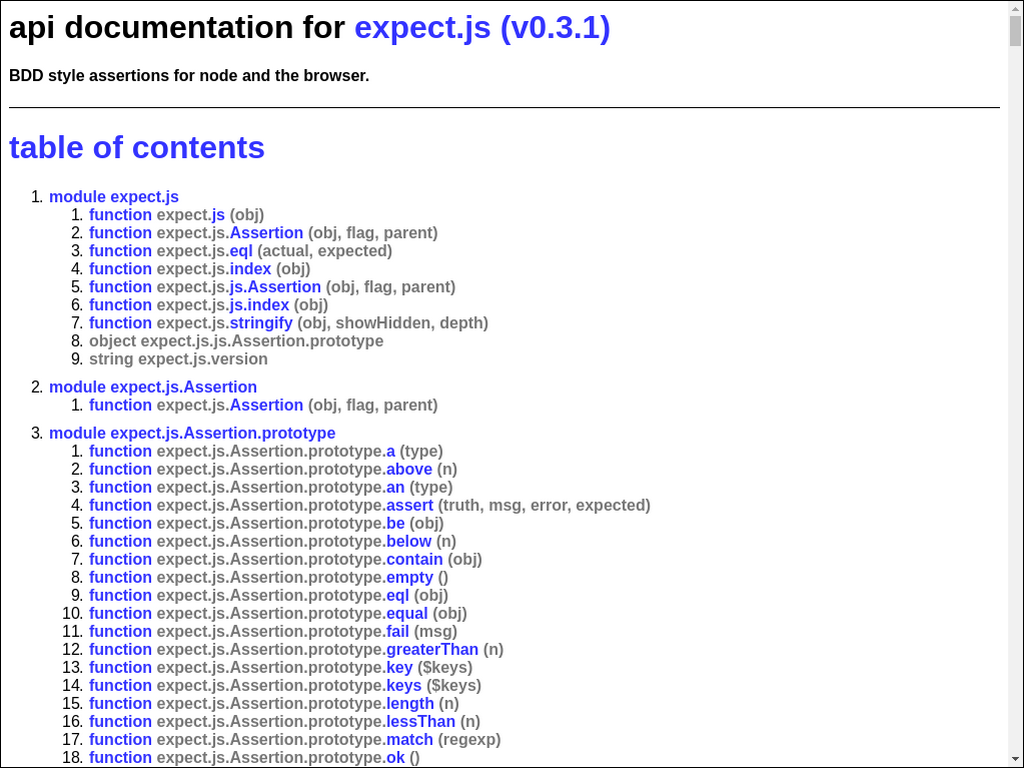 api documentation for expect.js (v0.3.1)
BDD style assertions for node and the browser.
table of contents
1. module expect.js
1. function expect.js (obj)
2. function expect.js.Assertion (obj, flag, parent)
3. function expect.js.eql (actual, expected)
4. function expect.js.index (obj)
5. function expect.js.js.Assertion (obj, flag, parent)
6. function expect.js.js.index (obj)
7. function expect.js.stringify (obj, showHidden, depth)
8. object expect.js.js.Assertion.prototype
9. string expect.js.version
2. module expect.js.Assertion
1. function expect.js.Assertion (obj, flag, parent)
3. module expect.js.Assertion.prototype
1. function expect.js.Assertion.prototype.a (type)
2. function expect.js.Assertion.prototype.above (n)
3. function expect.js.Assertion.prototype.an (type)
4. function expect.js.Assertion.prototype.assert (truth, msg, error, expected)
5. function expect.js.Assertion.prototype.be (obj)
6. function expect.js.Assertion.prototype.below (n)
7. function expect.js.Assertion.prototype.contain (obj)
8. function expect.js.Assertion.prototype.empty ()
9. function expect.js.Assertion.prototype.eql (obj)
10. function expect.js.Assertion.prototype.equal (obj)
11. function expect.js.Assertion.prototype.fail (msg)
12. function expect.js.Assertion.prototype.greaterThan (n)
13. function expect.js.Assertion.prototype.key ($keys)
14. function expect.js.Assertion.prototype.keys ($keys)
15. function expect.js.Assertion.prototype.length (n)
16. function expect.js.Assertion.prototype.lessThan (n)
17. function expect.js.Assertion.prototype.match (regexp)
18. function expect.js.Assertion.prototype.ok ()